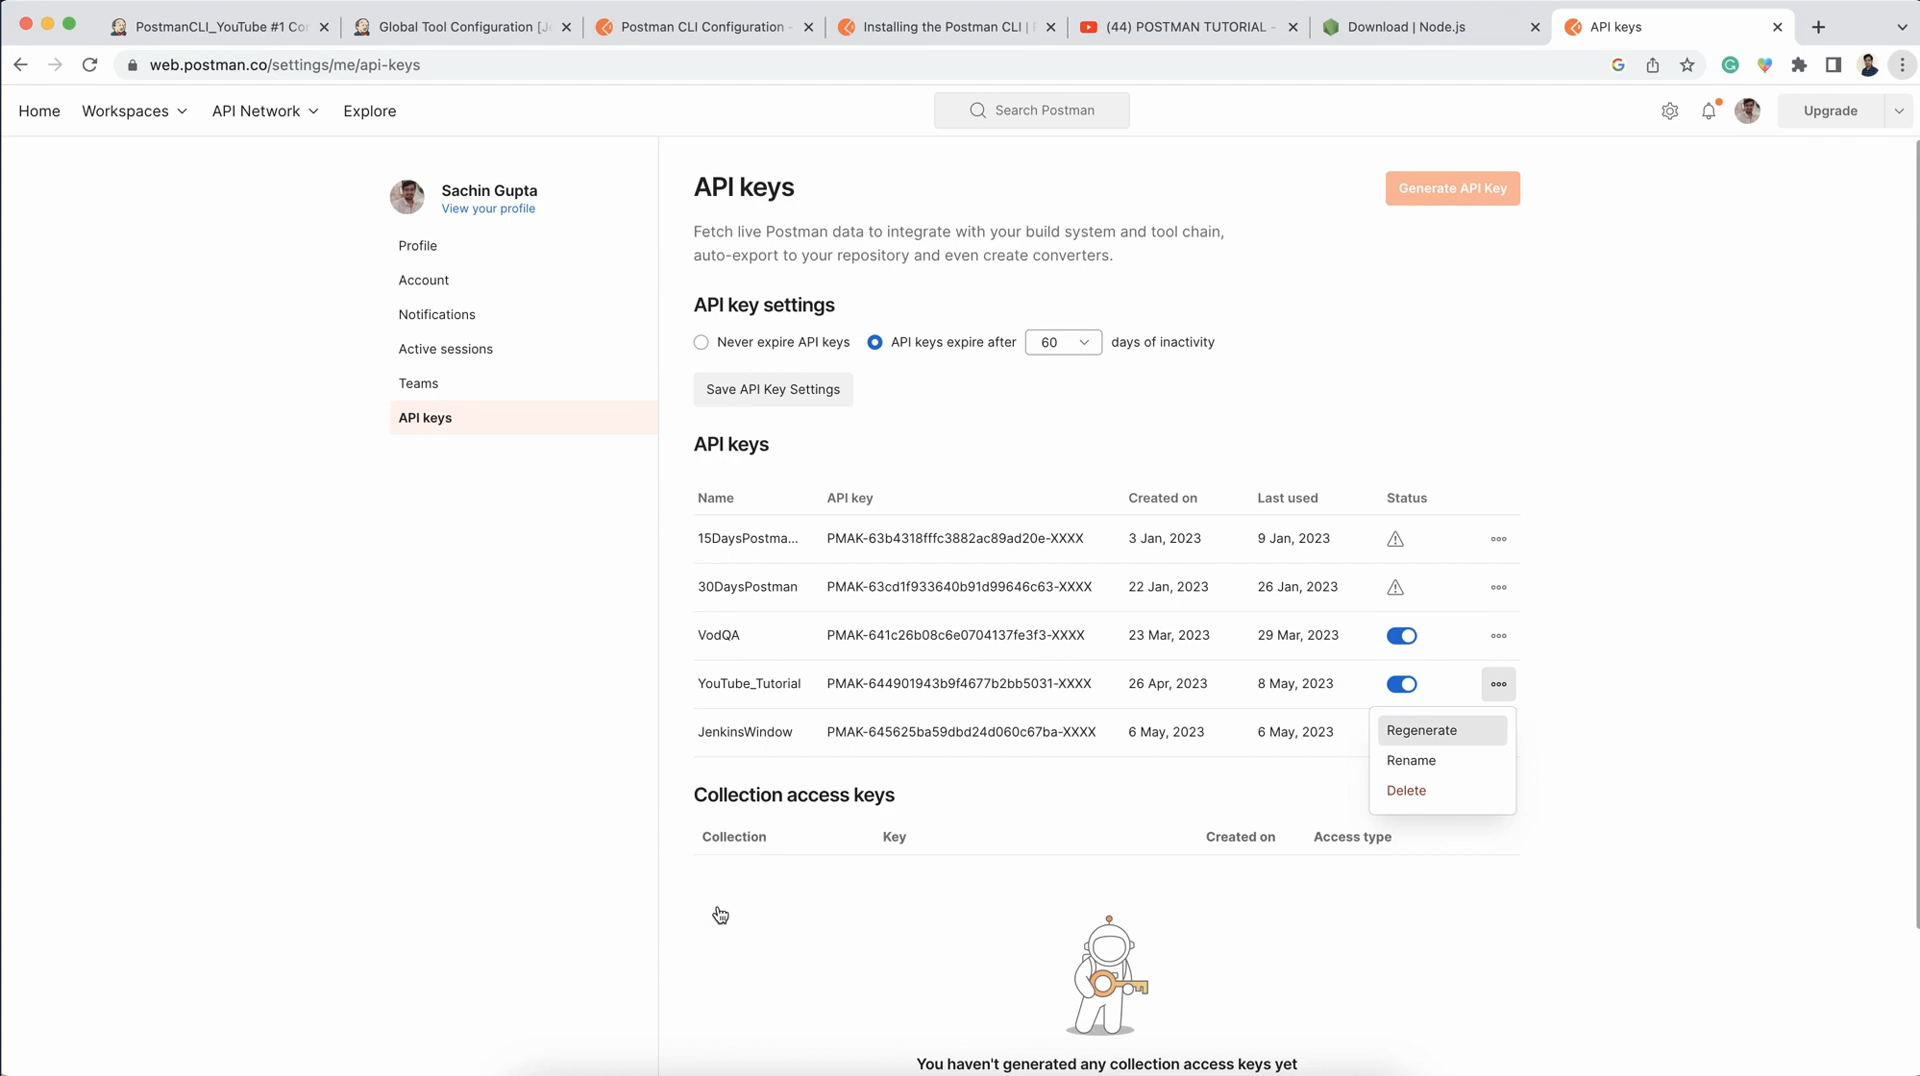 PostmanCLI_YouTube #1 Co
Global Tool Configuration [Je
Postman CLI Configuration -
Installing the Postman CLI |
(44) POSTMAN TUTORIAL -
Download | Node.js
API keys
web.postman.co/settings/me/api-keys
Home
Workspaces
API Network
Explore
Search Postman
Upgrade
Sachin Gupta
View your profile
Profile
Account
Notifications
Active sessions
Teams
API keys
API keys
Generate API Key
Fetch live Postman data to integrate with your build system and tool chain,
auto-export to your repository and even create converters.
API key settings
Never expire API keys
API keys expire after 60 days of inactivity
Save API Key Settings
API keys
Name API key Created on Last used Status
15DaysPostma... PMAK-63b4318fffc3882ac89ad20e-XXXX 3 Jan, 2023 9 Jan, 2023
30DaysPostman PMAK-63cd1f933640b91d99646c63-XXXX 22 Jan, 2023 26 Jan, 2023
VodQA PMAK-641c26b08c6e0704137fe3f3-XXXX 23 Mar, 2023 29 Mar, 2023
YouTube_Tutorial PMAK-644901943b9f4677b2bb5031-XXXX 26 Apr, 2023 8 May, 2023
JenkinsWindow PMAK-645625ba59dbd24d060c67ba-XXXX 6 May, 2023 6 May, 2023
Regenerate
Rename
Delete
Collection access keys
Collection Key Created on Access type
You haven't generated any collection access keys yet